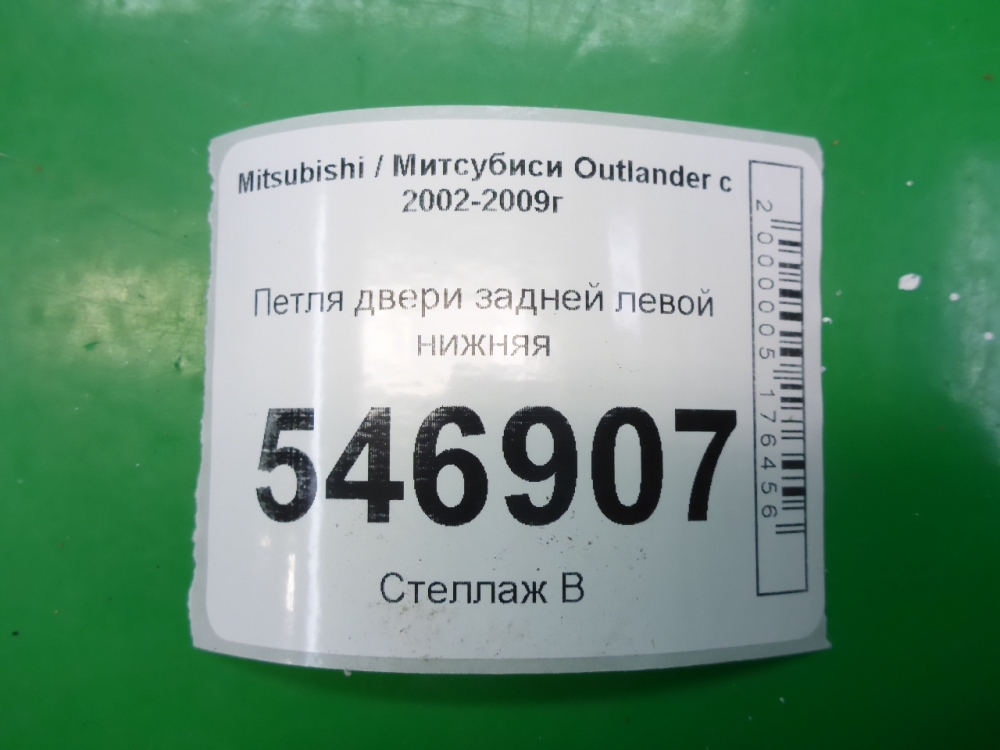 Mitsubishi / Митсубиси Outlander с
2002-2009г
Петля двери задней левой
нижняя
546907
Стеллаж В
2000005176456